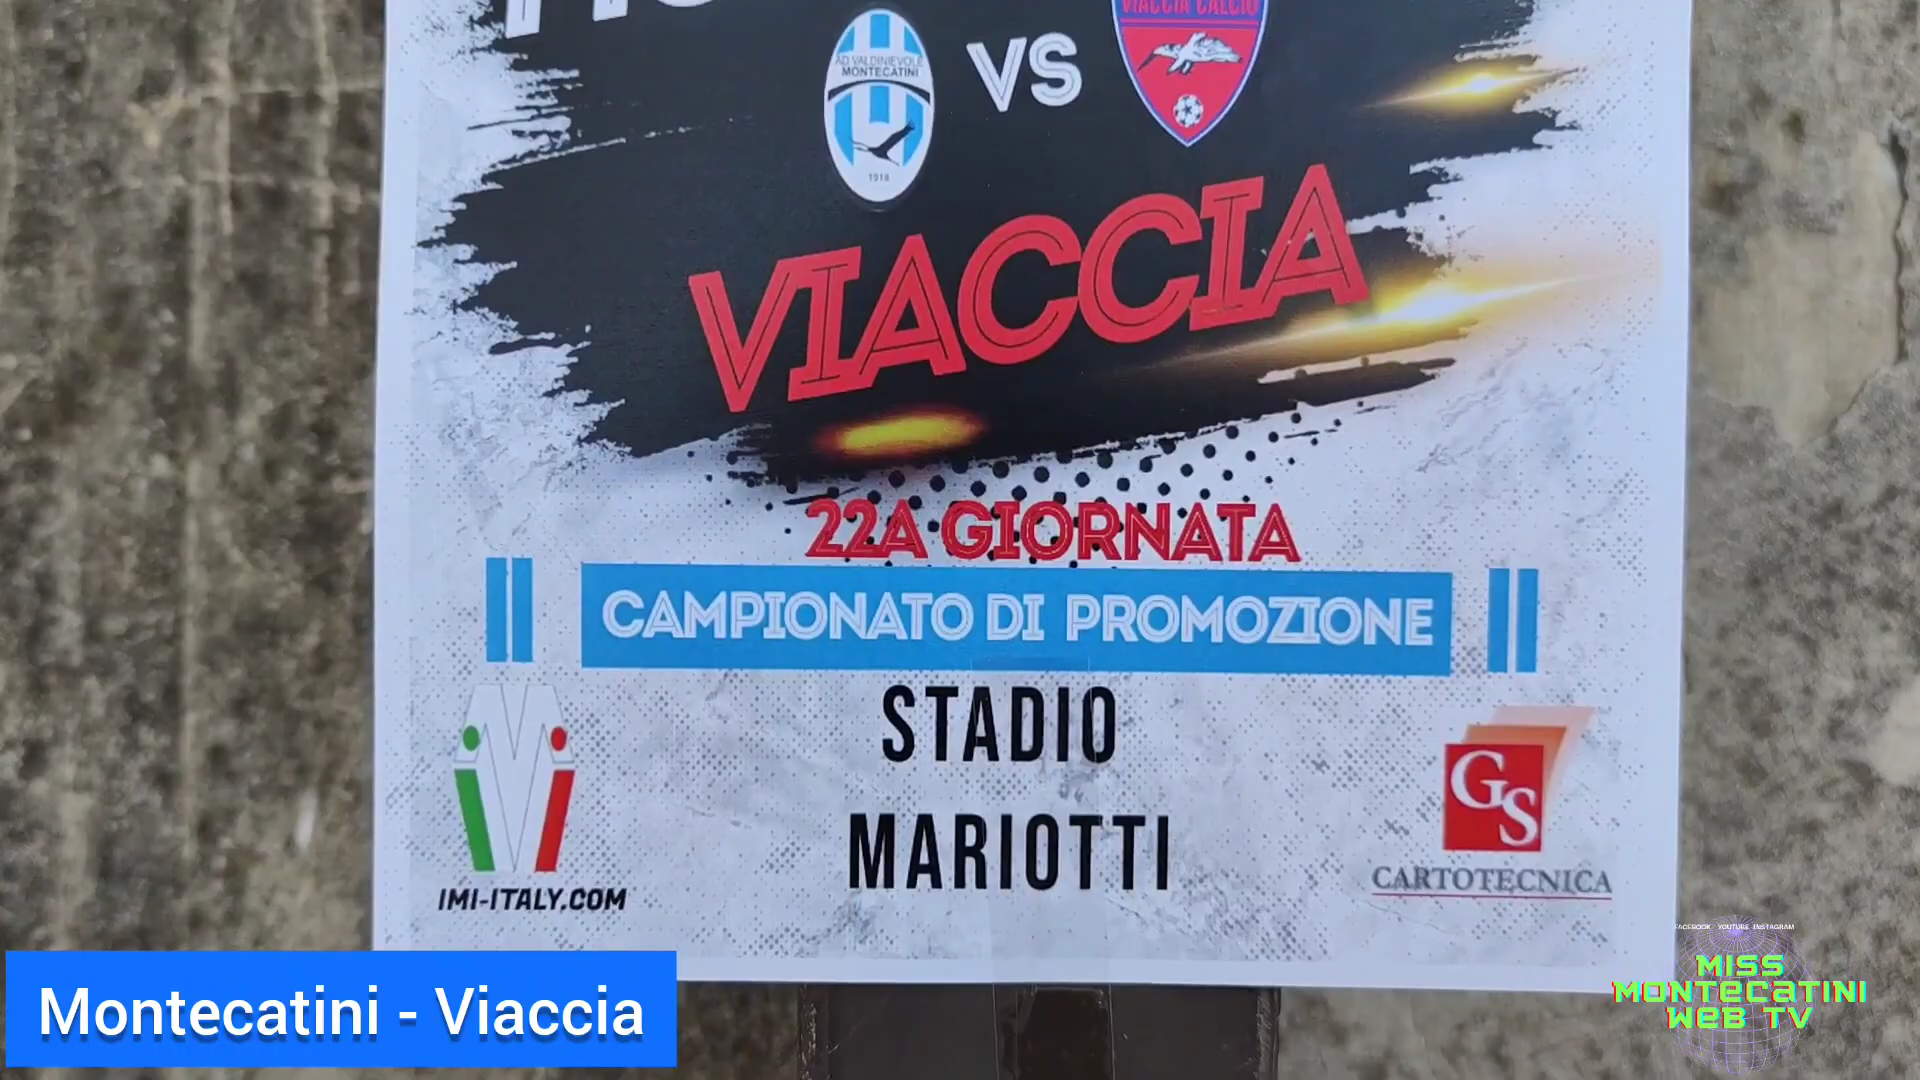 VIACCIA CALCIO
AD VALDINIEVOLE
MONTECATINI
VS
1918
VIACCIA
22A GIORNATA
CAMPIONATO DI PROMOZIONE
STADIO
MARIOTTI
IMI-ITALY.COM
GS
CARTOTECNICA
Montecatini - Viaccia
FACEBOOK YOUTUBE INSTAGRAM
MISS
MONTECATINI
WEB TV